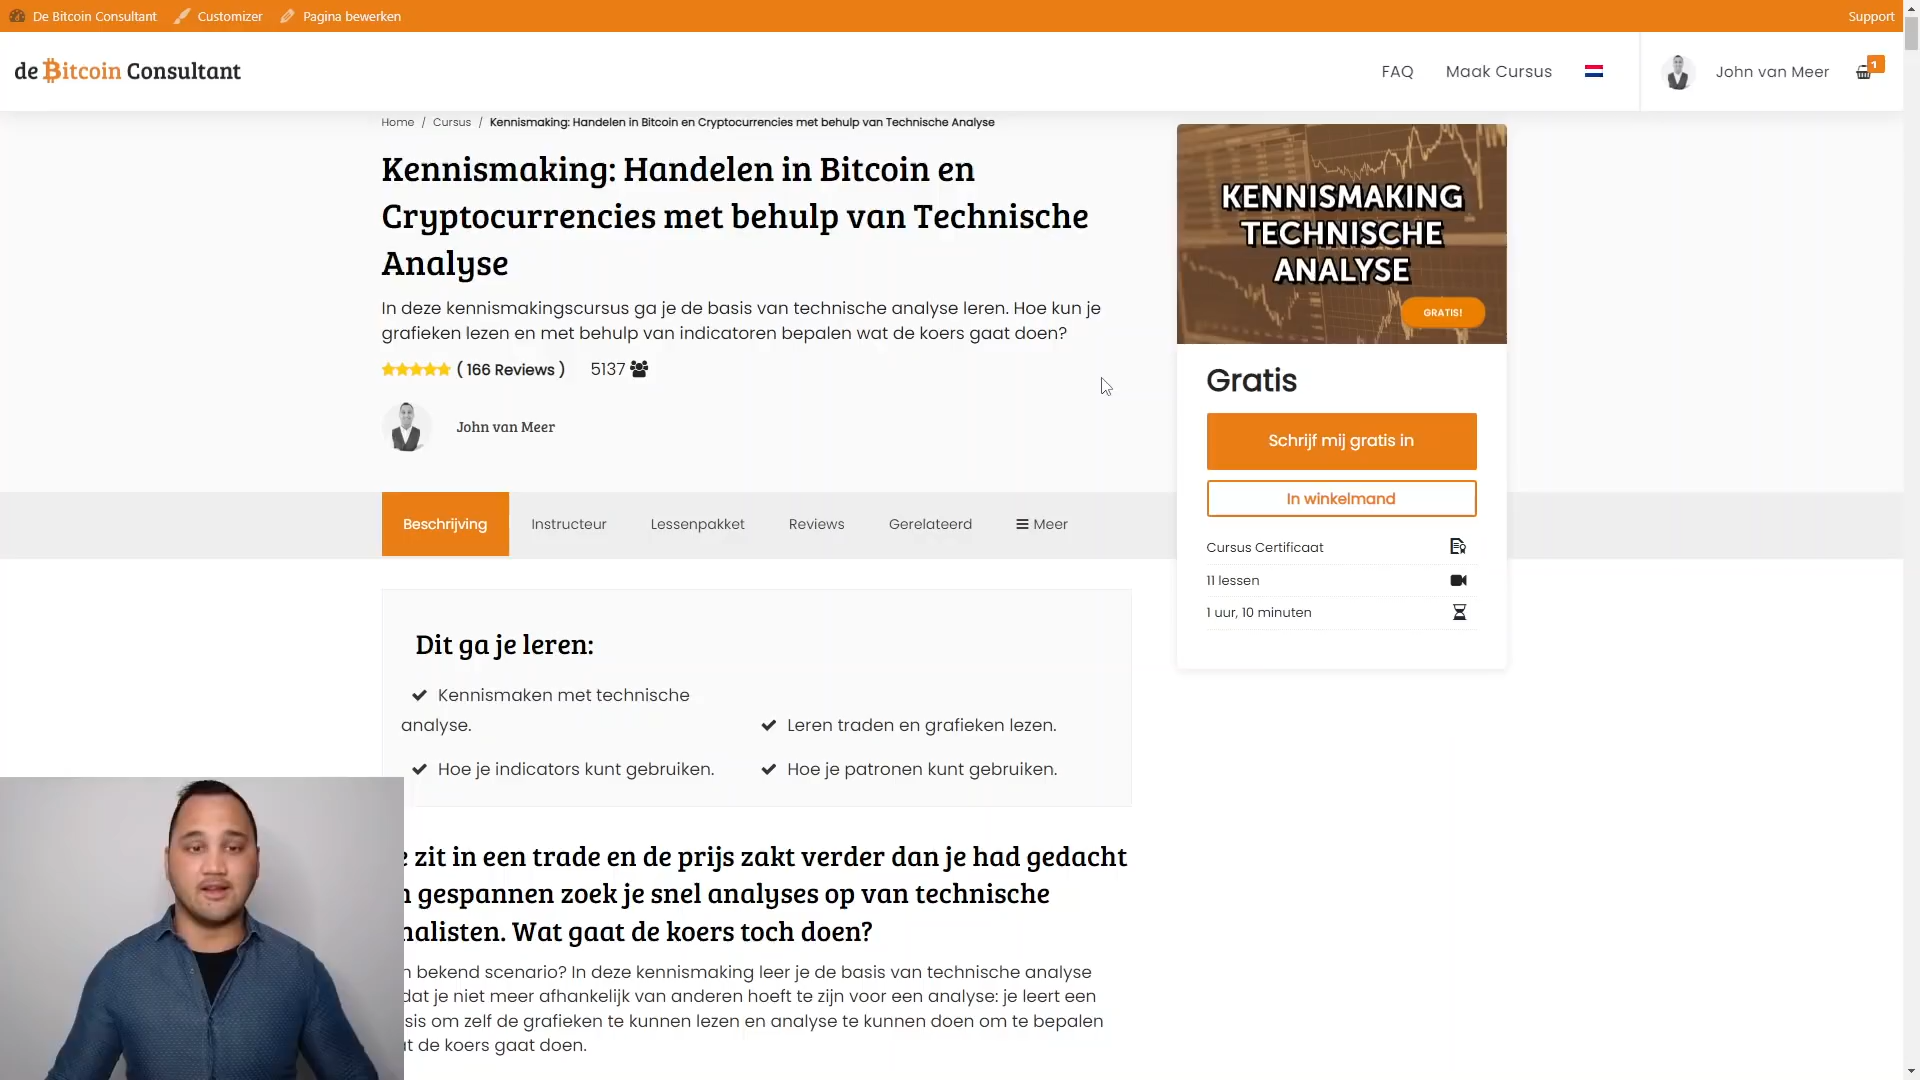 De Bitcoin Consultant Customizer Pagina bewerken Support
de Bitcoin Consultant
FAQ Maak Cursus John van Meer 1
Home / Cursus / Kennismaking: Handelen in Bitcoin en Cryptocurrencies met behulp van Technische Analyse
Kennismaking: Handelen in Bitcoin en
Cryptocurrencies met behulp van Technische
Analyse
In deze kennismakingscursus ga je de basis van technische analyse leren. Hoe kun je
grafieken lezen en met behulp van indicatoren bepalen wat de koers gaat doen?
( 166 Reviews ) 5137
John van Meer
KENNISMAKING
TECHNISCHE
ANALYSE
GRATIS!
Gratis
Schrijf mij gratis in
In winkelmand
Cursus Certificaat
11 lessen
1 uur, 10 minuten
Beschrijving Instructeur Lessenpakket Reviews Gerelateerd Meer
Dit ga je leren:
Kennismaken met technische
analyse.
Leren traden en grafieken lezen.
Hoe je indicators kunt gebruiken.
Hoe je patronen kunt gebruiken.
zit in een trade en de prijs zakt verder dan je had gedacht
gespannen zoek je snel analyses op van technische
nalisten. Wat gaat de koers toch doen?
n bekend scenario? In deze kennismaking leer je de basis van technische analyse
dat je niet meer afhankelijk van anderen hoeft te zijn voor een analyse: je leert een
sis om zelf de grafieken te kunnen lezen en analyse te kunnen doen om te bepalen
t de koers gaat doen.